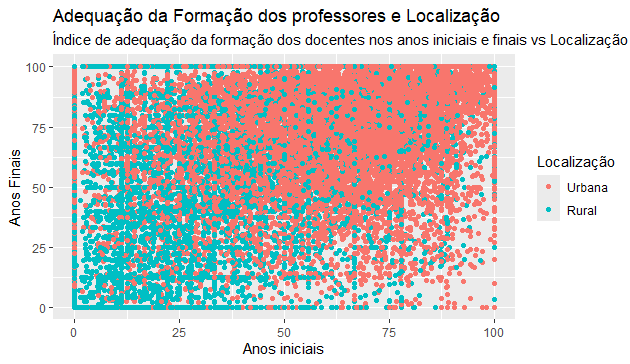 Adequação da Formação dos professores e Localização
Índice de adequação da formação dos docentes nos anos iniciais e finais vs Localização
100
75
50
25
0
Anos Finais
0
25
50
75
100
Anos iniciais
Localização
Urbana
Rural